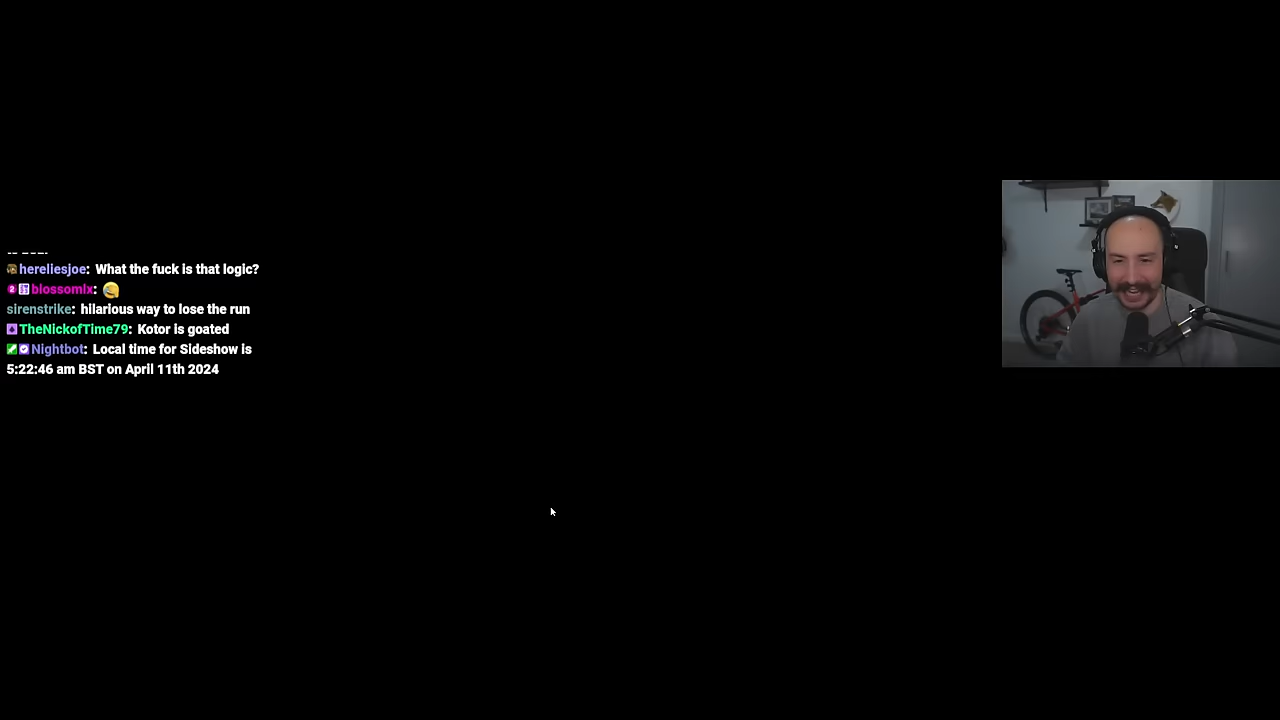 hereliesjoe: What the fuck is that logic?
blossomlx:
sirenstrike: hilarious way to lose the run
TheNickofTime79: Kotor is goated
Nightbot: Local time for Sideshow is
5:22:46 am BST on April 11th 2024